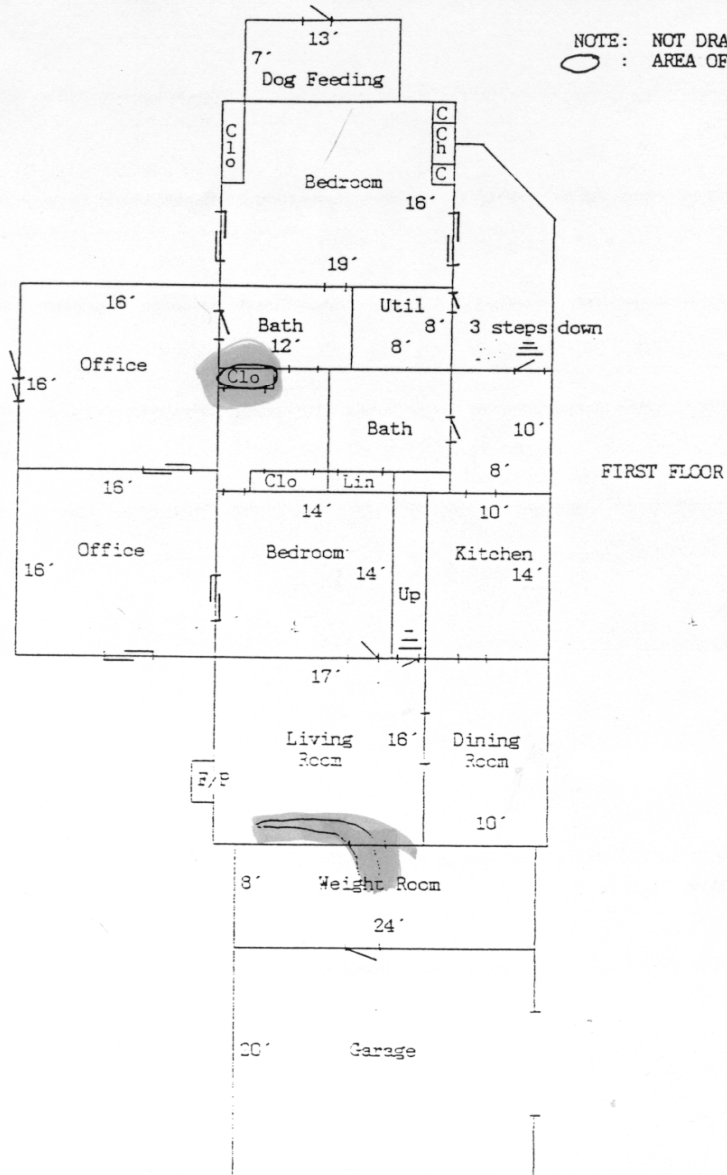 13´
NOTE: NOT DRA
: AREA OF
7´
Dog Feeding
Clo
C
Ch
C
Bedroom
16´
19´
16´
Util
Bath
8´
3 steps down
12´
8´
Office
16´
Clo
Bath
10´
8´
FIRST FLOOR
16´
Clo
Lin
14´
10´
Office
Bedroom
Kitchen
16´
14´
14´
Up
17´
Living
Room
16´
Dining
Room
F/P
10´
8´
Weight Room
24´
Garage